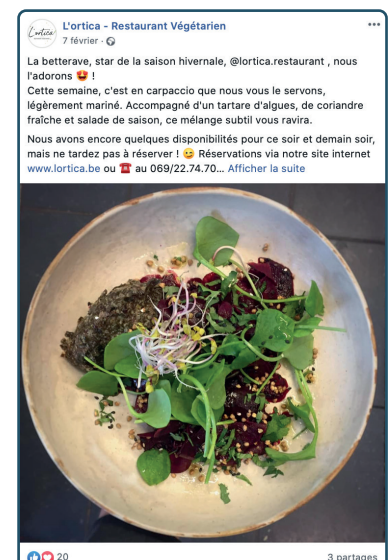 L'ortica
L'ortica - Restaurant Végétarien
7 février
La betterave, star de la saison hivernale, @lortica.restaurant , nous
l'adorons 😍 !
Cette semaine, c'est en carpaccio que nous vous le servons,
légèrement mariné. Accompagné d'un tartare d'algues, de coriandre
fraîche et salade de saison, ce mélange subtil vous ravira.
Nous avons encore quelques disponibilités pour ce soir et demain soir,
mais ne tardez pas à réserver ! 😉 Réservations via notre site internet
www.lortica.be ou ☎️ au 069/22.74.70... Afficher la suite
20
3 partages